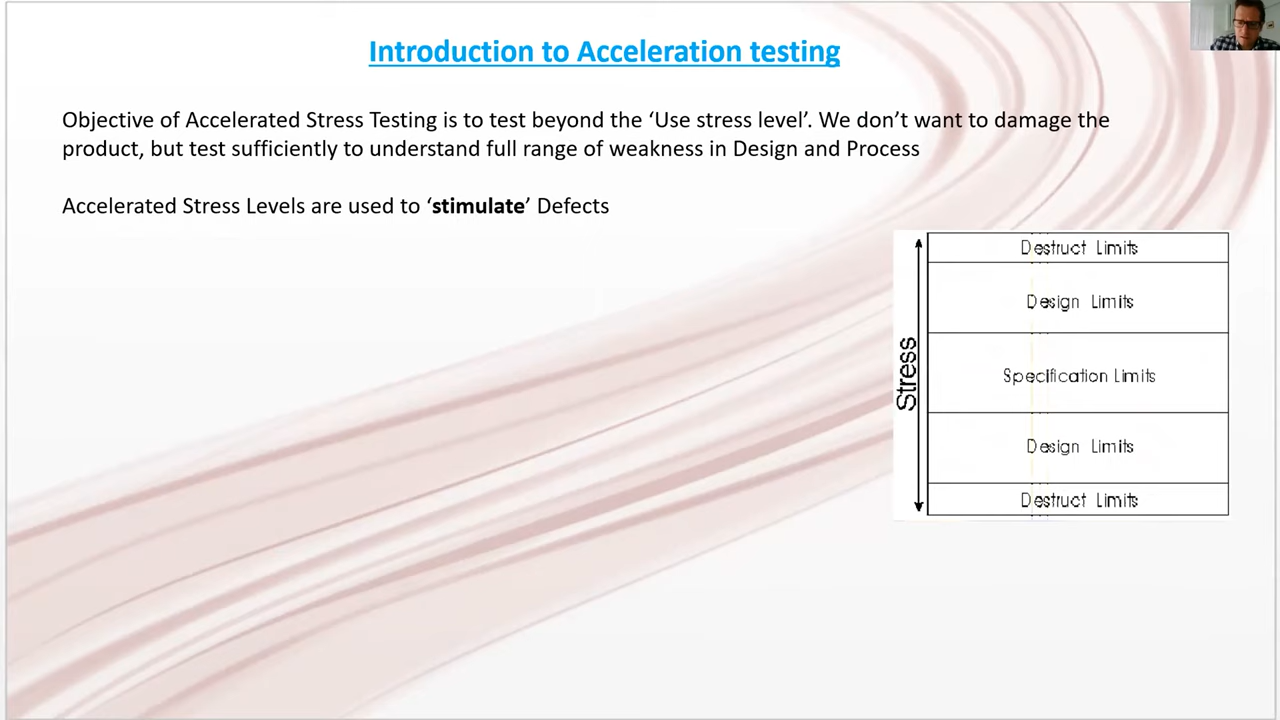 Introduction to Acceleration testing
Objective of Accelerated Stress Testing is to test beyond the ‘Use stress level’. We don’t want to damage the
product, but test sufficiently to understand full range of weakness in Design and Process
Accelerated Stress Levels are used to ‘stimulate’ Defects
Stress
Destruct Limits
Design Limits
Specification Limits
Design Limits
Destruct Limits